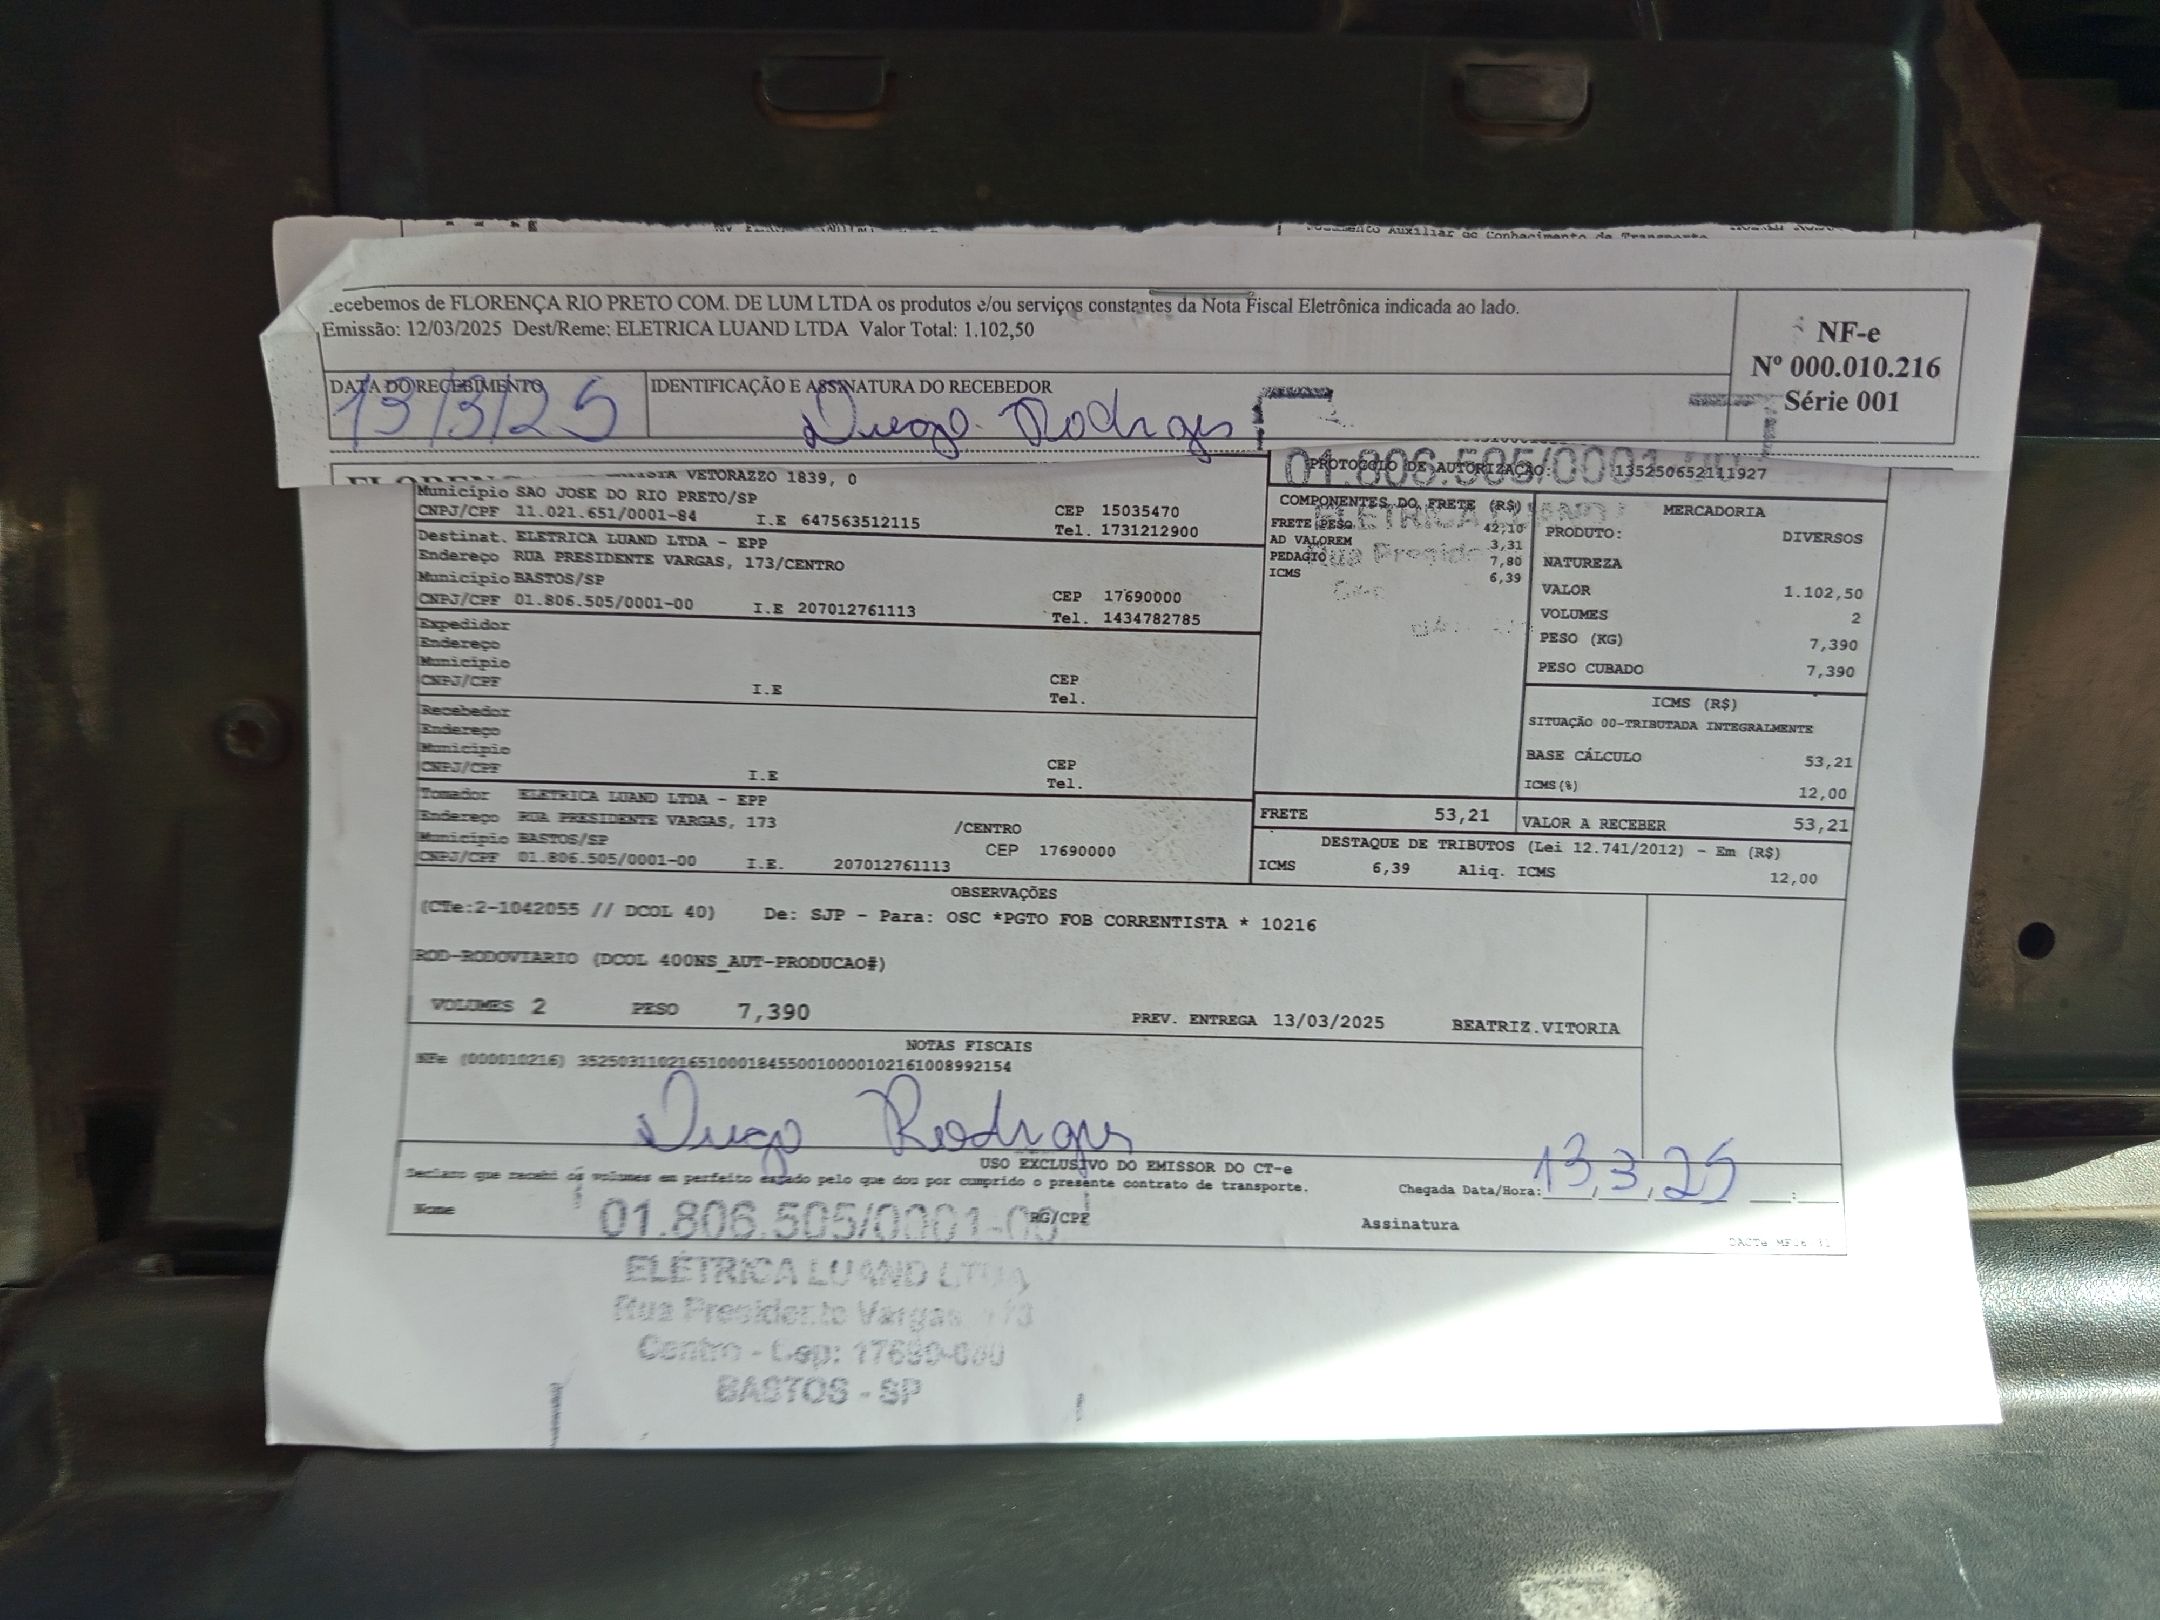 ecebemos de FLORENÇA RIO PRETO COM. DE LUM LTDA os produtos e/ou serviços constantes da Nota Fiscal Eletrônica indicada ao lado.
Emissão: 12/03/2025 Dest/Reme: ELETRICA LUAND LTDA Valor Total: 1.102,50
NF-e
Nº 000.010.216
Série 001
DATA DO RECEBIMENTO
13/3/25
IDENTIFICAÇÃO E ASSINATURA DO RECEBEDOR
Diego Rodriges
VETORAZZO 1839, 0
Município SAO JOSE DO RIO PRETO/SP
CNPJ/CPF 11.021.651/0001-84 I.E 647563512115
CEP 15035470
Tel. 1731212900
Destinat. ELETRICA LUAND LTDA - EPP
Endereço RUA PRESIDENTE VARGAS, 173/CENTRO
Município BASTOS/SP
CNPJ/CPF 01.806.505/0001-00 I.E 207012761113
CEP 17690000
Tel. 1434782785
Expedidor
Endereço
Município
CNPJ/CPF I.E
CEP
Tel.
Recebedor
Endereço
Município
CNPJ/CPF I.E
CEP
Tel.
Tomador ELETRICA LUAND LTDA - EPP
Endereço RUA PRESIDENTE VARGAS, 173 /CENTRO
Município BASTOS/SP CEP 17690000
CNPJ/CPF 01.806.505/0001-00 I.E. 207012761113
PROTOCOLO DE AUTORIZAÇÃO: 135250652111927
01.806.505/0001-00
COMPONENTES DO FRETE (R$)
FRETE PESO 42,10
AD VALOREM 3,31
PEDAGIO 7,80
ICMS 6,39
MERCADORIA
PRODUTO: DIVERSOS
NATUREZA
VALOR 1.102,50
VOLUMES 2
PESO (KG) 7,390
PESO CUBADO 7,390
ICMS (R$)
SITUAÇÃO 00-TRIBUTADA INTEGRALMENTE
BASE CÁLCULO 53,21
ICMS(%) 12,00
FRETE 53,21 VALOR A RECEBER 53,21
DESTAQUE DE TRIBUTOS (Lei 12.741/2012) - Em (R$)
ICMS 6,39 Aliq. ICMS 12,00
OBSERVAÇÕES
(CTe:2-1042055 // DCOL 40) De: SJP - Para: OSC *PGTO FOB CORRENTISTA * 10216
ROD-RODOVIARIO (DCOL 400NS_AUT-PRODUCAO#)
VOLUMES 2 PESO 7,390 PREV. ENTREGA 13/03/2025 BEATRIZ.VITORIA
NOTAS FISCAIS
NFe (000010216) 35250311021651000184550010000102161008992154
Diego Rodriges
USO EXCLUSIVO DO EMISSOR DO CT-e
Declaro que recebi os volumes em perfeito estado pelo que dou por cumprido o presente contrato de transporte.
Chegada Data/Hora: 13,3,25
Nome RG/CPF Assinatura
01.806.505/0001-00
ELÉTRICA LUAND LTDA
Rua Presidente Vargas 173
Centro - Cep: 17690-000
BASTOS - SP